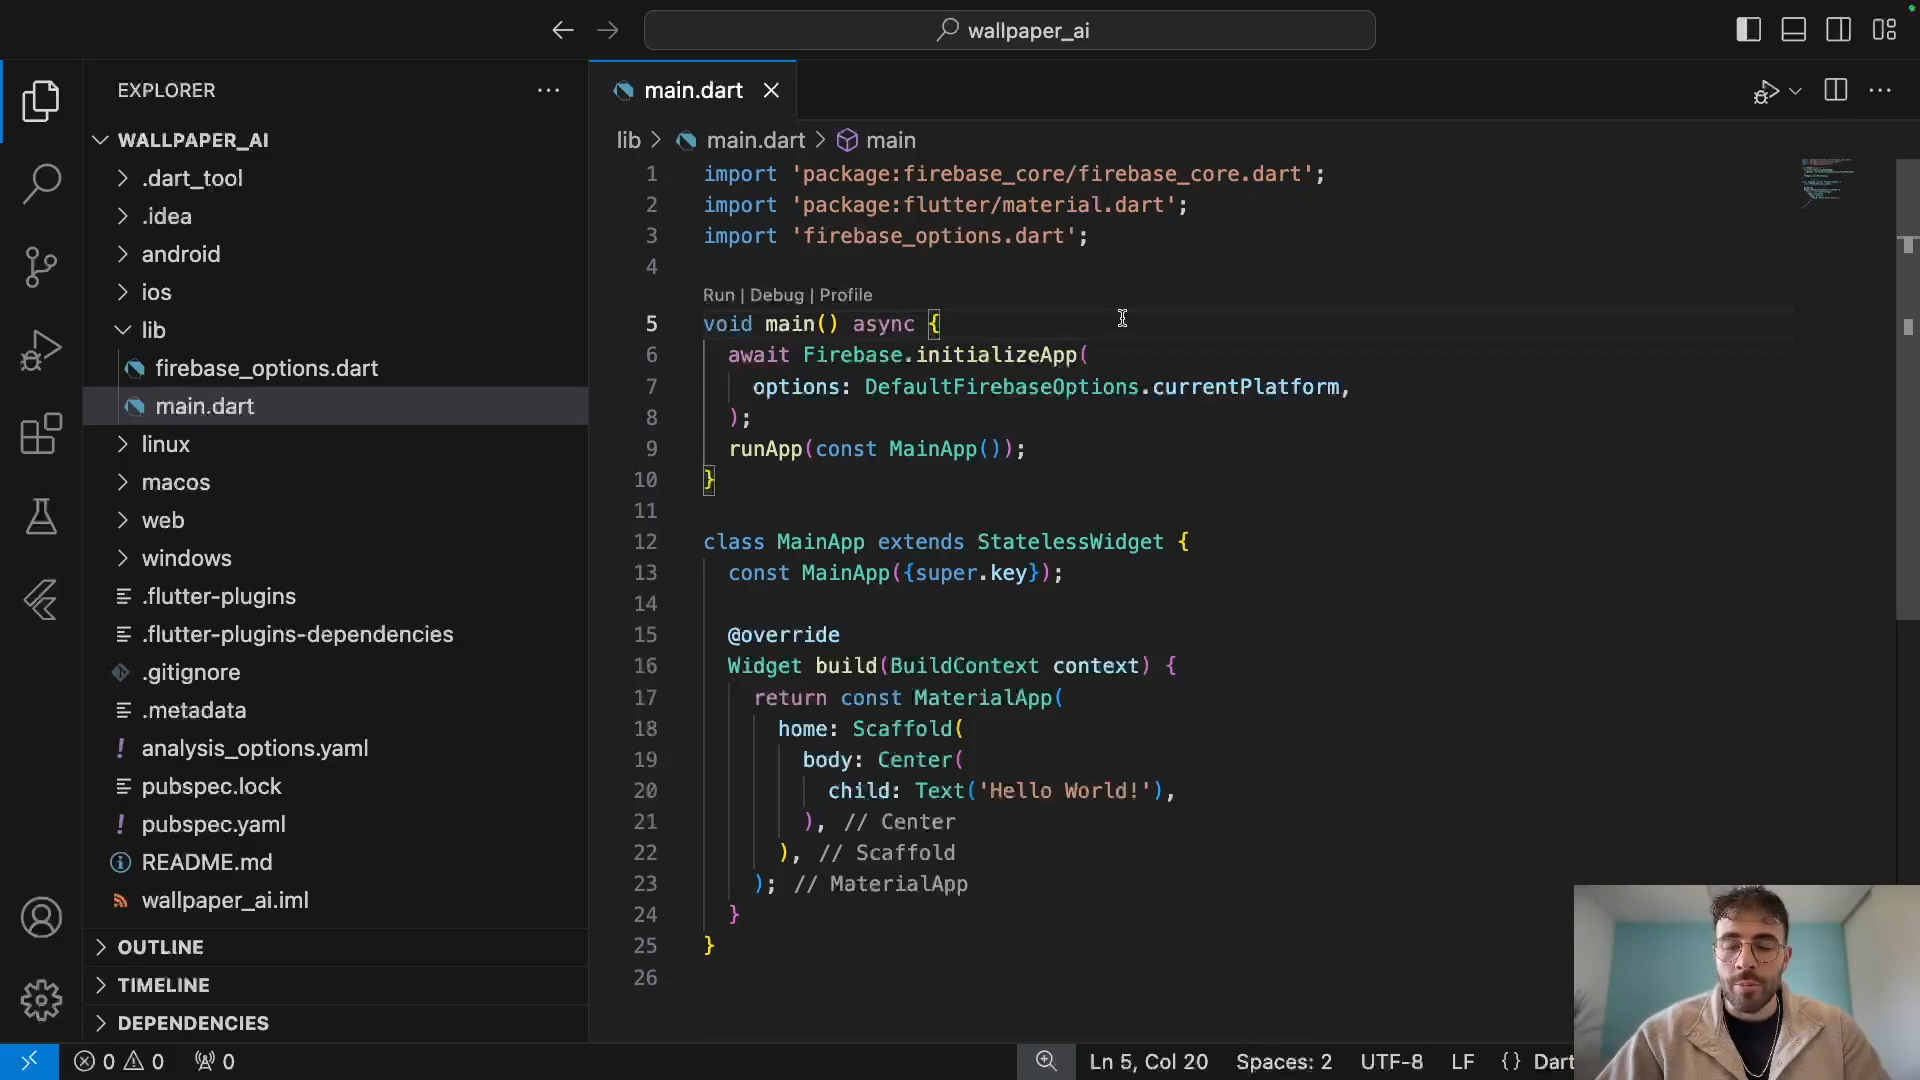 wallpaper_ai
EXPLORER
WALLPAPER_AI
.dart_tool
.idea
android
ios
lib
firebase_options.dart
main.dart
linux
macos
web
windows
.flutter-plugins
.flutter-plugins-dependencies
.gitignore
.metadata
analysis_options.yaml
pubspec.lock
pubspec.yaml
README.md
wallpaper_ai.iml
OUTLINE
TIMELINE
DEPENDENCIES
main.dart
lib > main.dart > main
1 import 'package:firebase_core/firebase_core.dart';
2 import 'package:flutter/material.dart';
3 import 'firebase_options.dart';
4
Run | Debug | Profile
5 void main() async {
6 await Firebase.initializeApp(
7 options: DefaultFirebaseOptions.currentPlatform,
8 );
9 runApp(const MainApp());
10 }
11
12 class MainApp extends StatelessWidget {
13 const MainApp({super.key});
14
15 @override
16 Widget build(BuildContext context) {
17 return const MaterialApp(
18 home: Scaffold(
19 body: Center(
20 child: Text('Hello World!'),
21 ), // Center
22 ), // Scaffold
23 ); // MaterialApp
24 }
25 }
26
0 0 0 Ln 5, Col 20 Spaces: 2 UTF-8 LF {} Dart